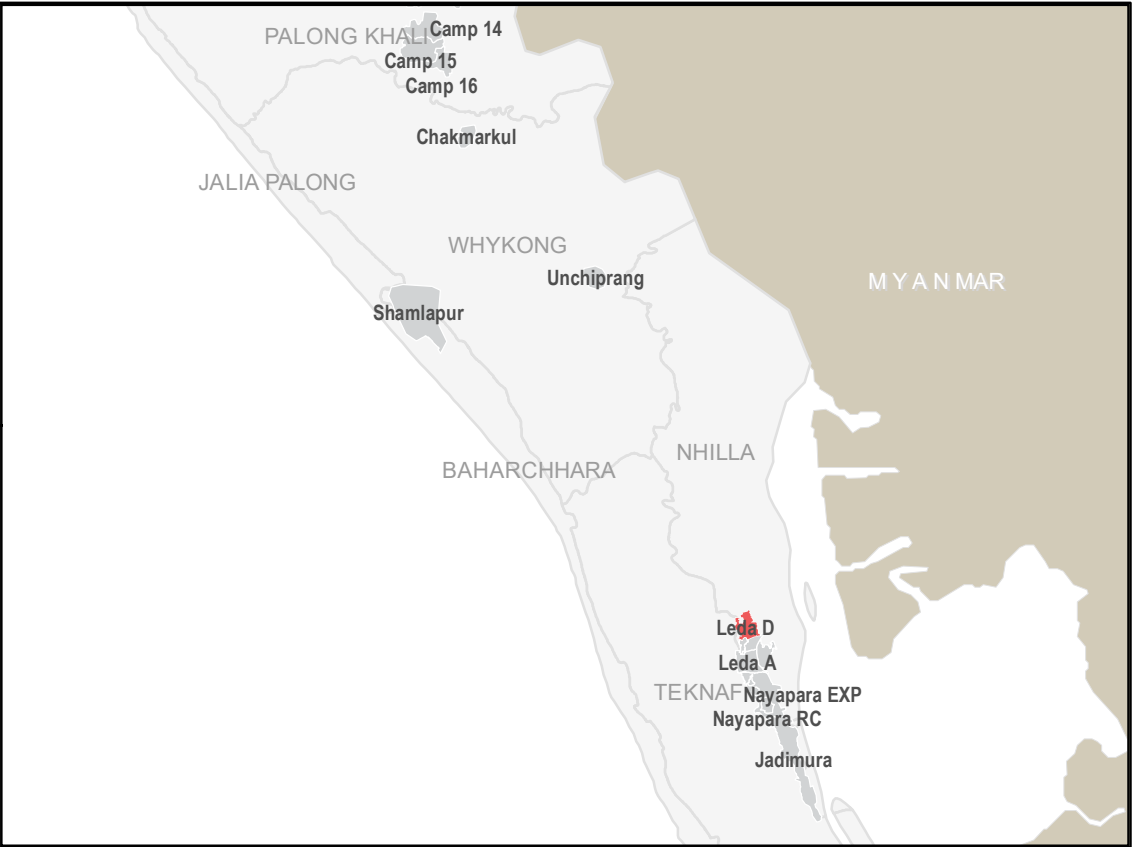 Camp 14
PALONG KHALI
Camp 15
Camp 16
Chakmarkul
JALIA PALONG
WHYKONG
Unchiprang
M Y A N MAR
Shamlapur
NHILLA
BAHARCHHARA
Leda D
Leda A
TEKNAF
Nayapara EXP
Nayapara RC
Jadimura